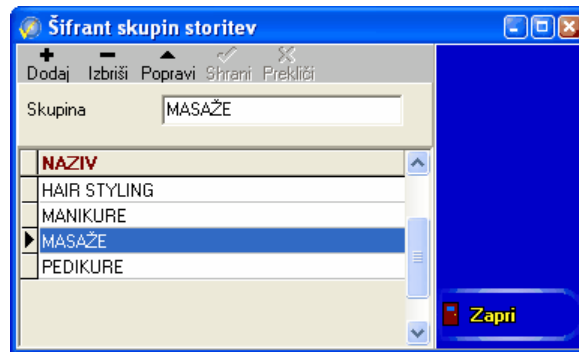 Šifrant skupin storitev
Dodaj Izbriši Popravi Shrani Prekliči
Skupina MASAŽE
NAZIV
HAIR STYLING
MANIKURE
MASAŽE
PEDIKURE
Zapri